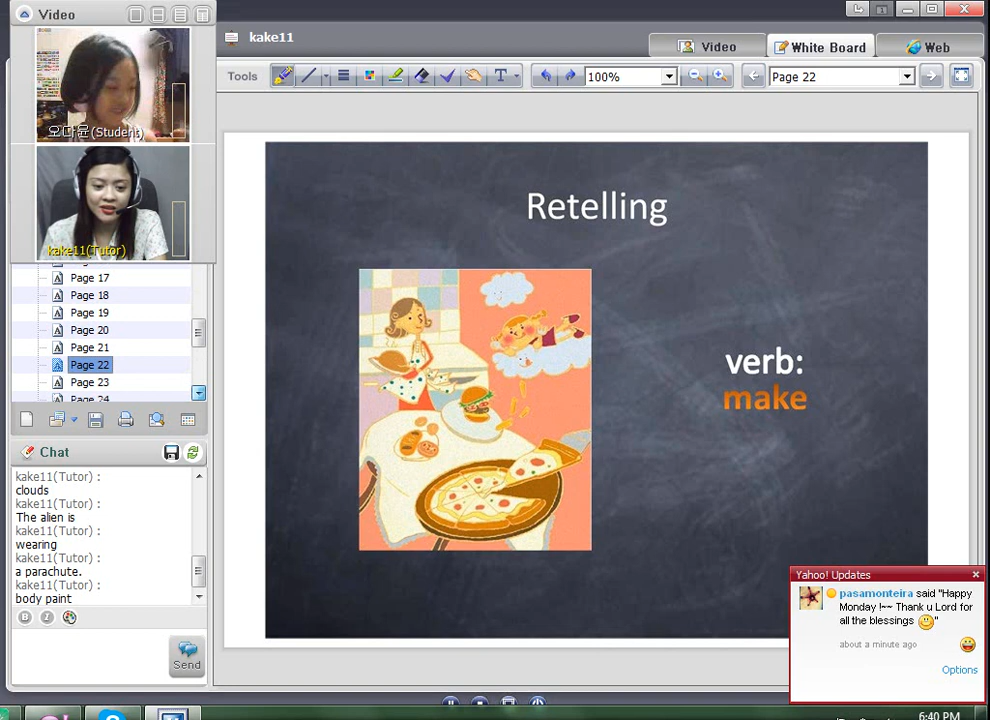 Video
오다윤(Student)
kake11(Tutor)
Page 17
Page 18
Page 19
Page 20
Page 21
Page 22
Page 23
Page 24
Chat
kake11(Tutor) :
clouds
kake11(Tutor) :
The alien is
kake11(Tutor) :
wearing
kake11(Tutor) :
a parachute.
kake11(Tutor) :
body paint
B I
Send
kake11
Video
White Board
Web
Tools
T
100%
Page 22
Retelling
verb:
make
Yahoo! Updates
pasamonteira said "Happy
Monday !~~ Thank u Lord for
all the blessings
"
about a minute ago
Options
6:40 PM